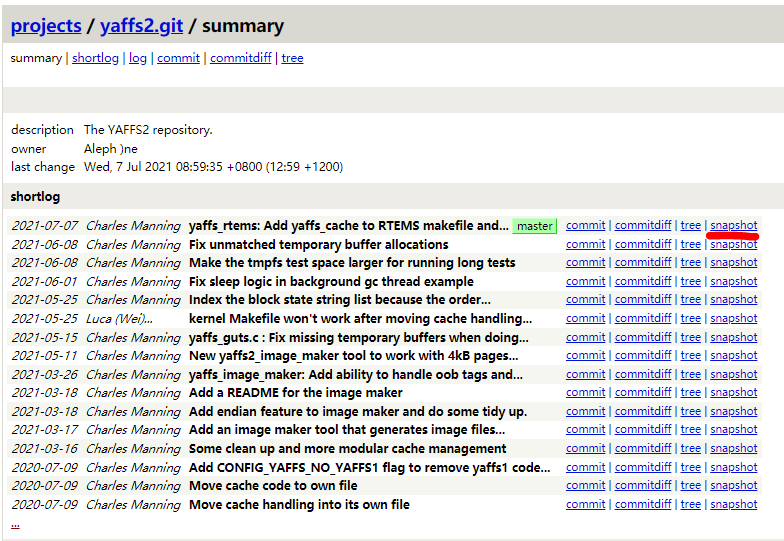 projects / yaffs2.git / summary
summary | shortlog | log | commit | commitdiff | tree
description The YAFFS2 repository.
owner Aleph )ne
last change Wed, 7 Jul 2021 08:59:35 +0800 (12:59 +1200)
shortlog
2021-07-07 Charles Manning yaffs_rtems: Add yaffs_cache to RTEMS makefile and... master commit | commitdiff | tree | snapshot
2021-06-08 Charles Manning Fix unmatched temporary buffer allocations commit | commitdiff | tree | snapshot
2021-06-08 Charles Manning Make the tmpfs test space larger for running long tests commit | commitdiff | tree | snapshot
2021-06-01 Charles Manning Fix sleep logic in background gc thread example commit | commitdiff | tree | snapshot
2021-05-25 Charles Manning Index the block state string list because the order... commit | commitdiff | tree | snapshot
2021-05-25 Luca (Wei)... kernel Makefile won't work after moving cache handling... commit | commitdiff | tree | snapshot
2021-05-15 Charles Manning yaffs_guts.c : Fix missing temporary buffers when doing... commit | commitdiff | tree | snapshot
2021-05-11 Charles Manning New yaffs2_image_maker tool to work with 4kB pages... commit | commitdiff | tree | snapshot
2021-03-26 Charles Manning yaffs_image_maker: Add ability to handle oob tags and... commit | commitdiff | tree | snapshot
2021-03-18 Charles Manning Add a README for the image maker commit | commitdiff | tree | snapshot
2021-03-18 Charles Manning Add endian feature to image maker and do some tidy up. commit | commitdiff | tree | snapshot
2021-03-17 Charles Manning Add an image maker tool that generates image files... commit | commitdiff | tree | snapshot
2021-03-16 Charles Manning Some clean up and more modular cache management commit | commitdiff | tree | snapshot
2020-07-09 Charles Manning Add CONFIG_YAFFS_NO_YAFFS1 flag to remove yaffs1 code... commit | commitdiff | tree | snapshot
2020-07-09 Charles Manning Move cache code to own file commit | commitdiff | tree | snapshot
2020-07-09 Charles Manning Move cache handling into its own file commit | commitdiff | tree | snapshot
...